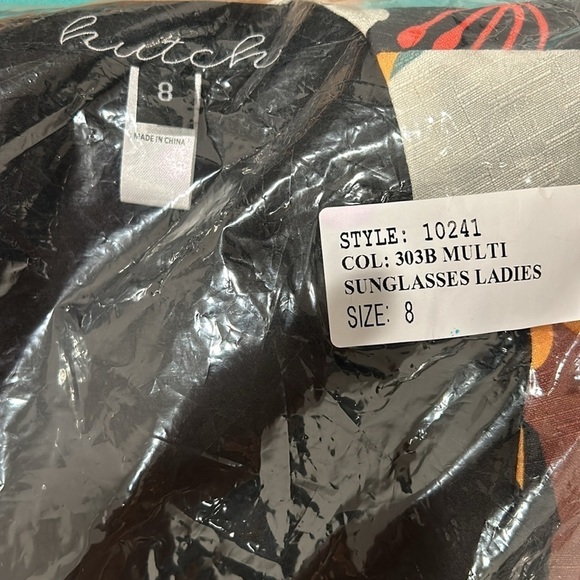 hutch
8
MADE IN CHINA
STYLE: 10241
COL: 303B MULTI
SUNGLASSES LADIES
SIZE: 8